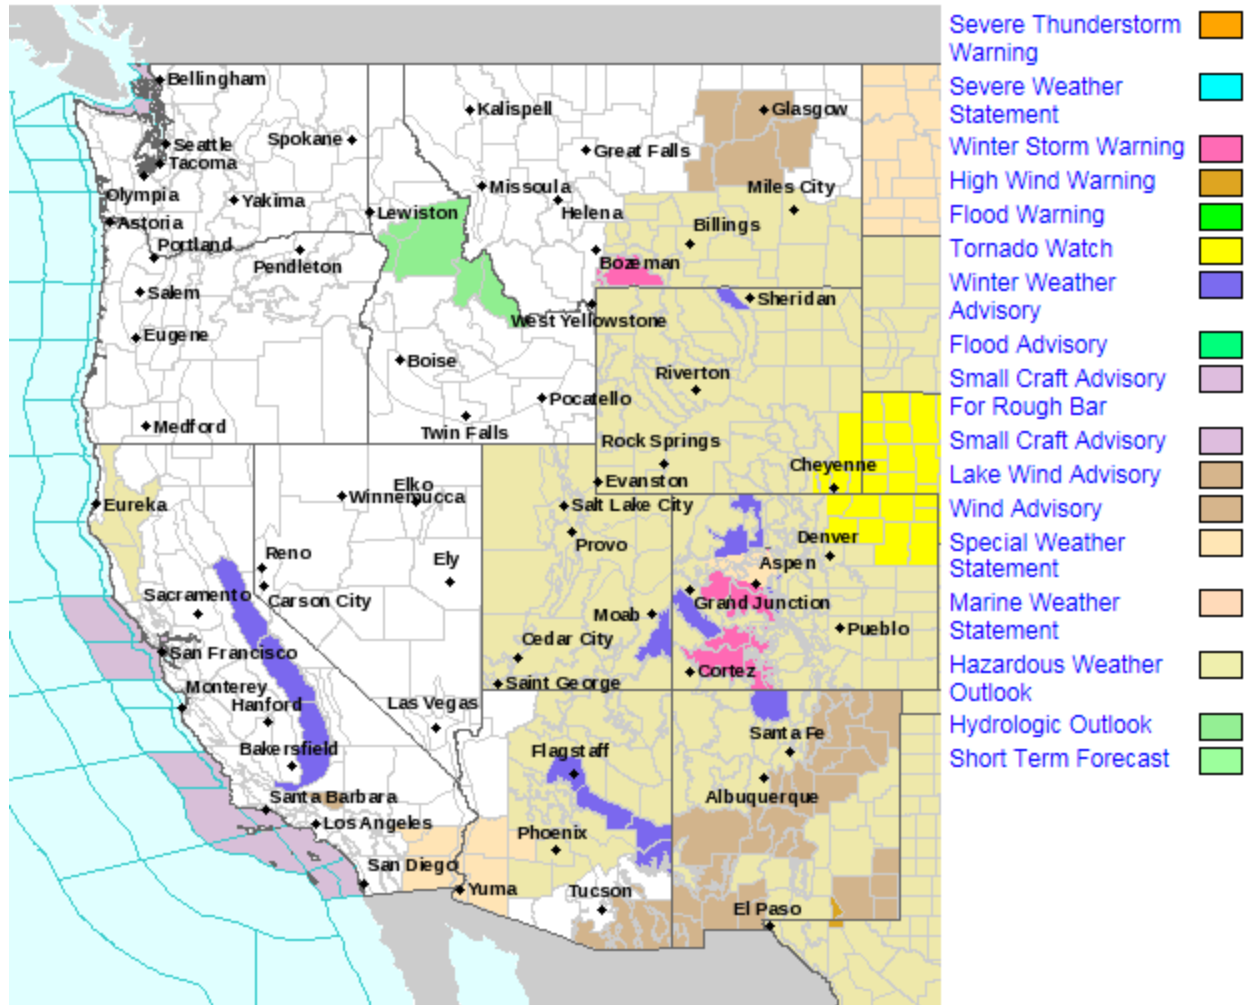 Bellingham
Seattle
Tacoma
Olympia
Spokane
Yakima
Astoria
Portland
Pendleton
Salem
Eugene
Medford
Kalispell
Great Falls
Glasgow
Missoula
Helena
Miles City
Lewiston
Billings
Bozeman
West Yellowstone
Sheridan
Boise
Riverton
Pocatello
Twin Falls
Rock Springs
Cheyenne
Evanston
Eureka
Elko
Winnemucca
Salt Lake City
Provo
Denver
Reno
Ely
Aspen
Sacramento
Carson City
Grand Junction
Moab
Pueblo
San Francisco
Cedar City
Cortez
Saint George
Monterey
Hanford
Las Vegas
Bakersfield
Flagstaff
Santa Fe
Albuquerque
Santa Barbara
Los Angeles
Phoenix
San Diego
Yuma
Tucson
El Paso
Severe Thunderstorm
Warning
Severe Weather
Statement
Winter Storm Warning
High Wind Warning
Flood Warning
Tornado Watch
Winter Weather
Advisory
Flood Advisory
Small Craft Advisory
For Rough Bar
Small Craft Advisory
Lake Wind Advisory
Wind Advisory
Special Weather
Statement
Marine Weather
Statement
Hazardous Weather
Outlook
Hydrologic Outlook
Short Term Forecast